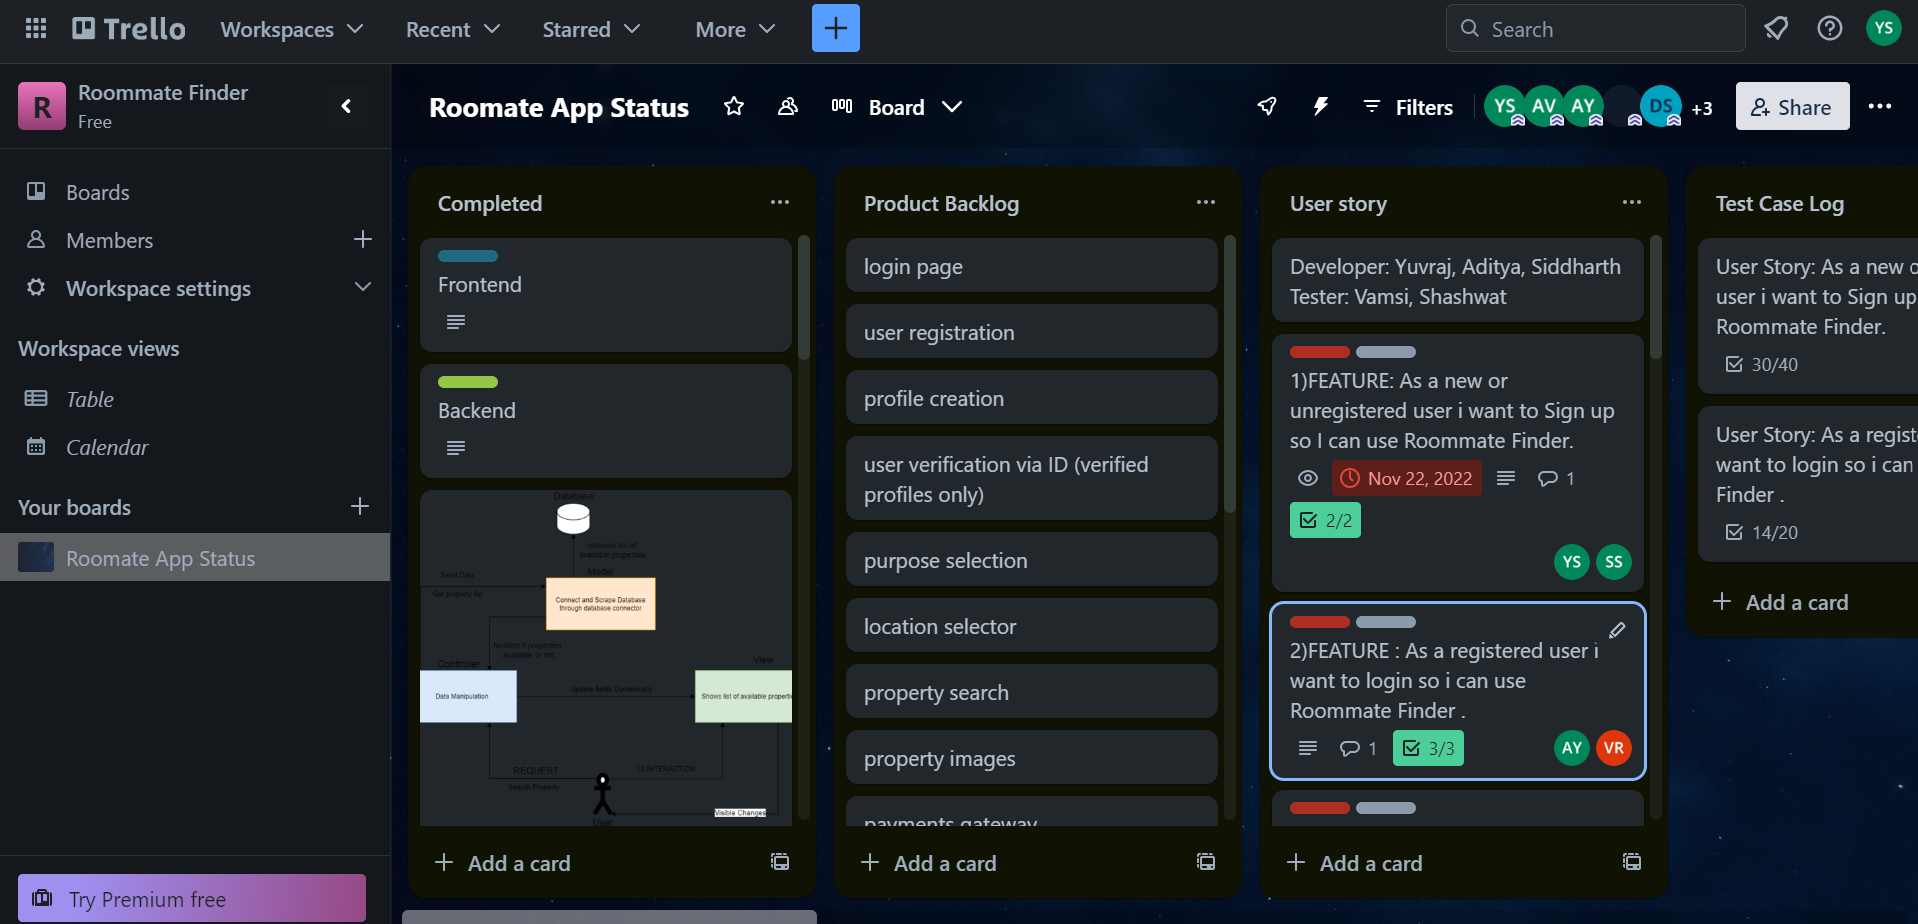 Trello
Workspaces
Recent
Starred
More
Search
YS
R
Roommate Finder
Free
Boards
Members
Workspace settings
Workspace views
Table
Calendar
Your boards
Roomate App Status
Try Premium free
Roomate App Status
Board
Filters
YS
AV
AY
DS
+3
Share
Completed
Frontend
Backend
Database
retrieves list of
available properties
Model
Send Data
Get property list
Connect and Scrape Database
through database connector
Notified if properties
available or not
Controller
View
Data Manipulation
Update fields Dynamically
Shows list of available
REQUEST
UI INTERACTION
Search Property
Visible Changes
User
Add a card
Product Backlog
login page
user registration
profile creation
user verification via ID (verified
profiles only)
purpose selection
location selector
property search
property images
payments gateway
Add a card
User story
Developer: Yuvraj, Aditya, Siddharth
Tester: Vamsi, Shashwat
1)FEATURE: As a new or
unregistered user i want to Sign up
so I can use Roommate Finder.
Nov 22, 2022
1
2/2
YS
SS
2)FEATURE : As a registered user i
want to login so i can use
Roommate Finder .
1
3/3
AY
VR
Add a card
Test Case Log
User Story: As a new o
user i want to Sign up
Roommate Finder.
30/40
User Story: As a regist
want to login so i can
Finder .
14/20
Add a card